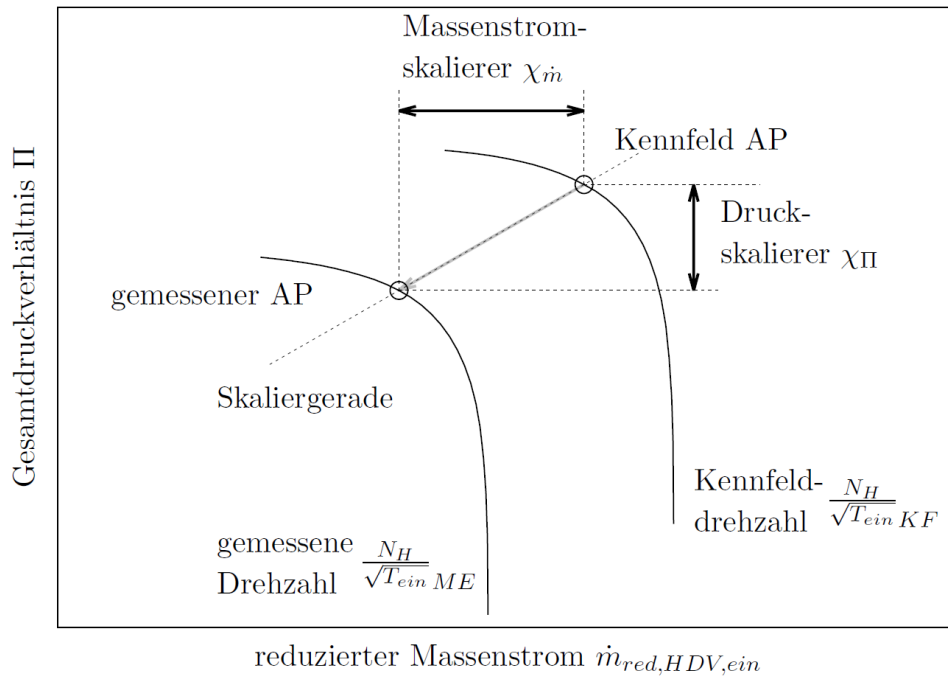 Massenstrom-
skalierer χ_ṁ
Kennfeld AP
Druck-
skalierer χ_Π
gemessener AP
Skaliergerade
Kennfeld-
drehzahl N_H/√T_ein KF
gemessene
Drehzahl N_H/√T_ein ME
Gesamtdruckverhältnis Π
reduzierter Massenstrom ṁ_red,HDV,ein